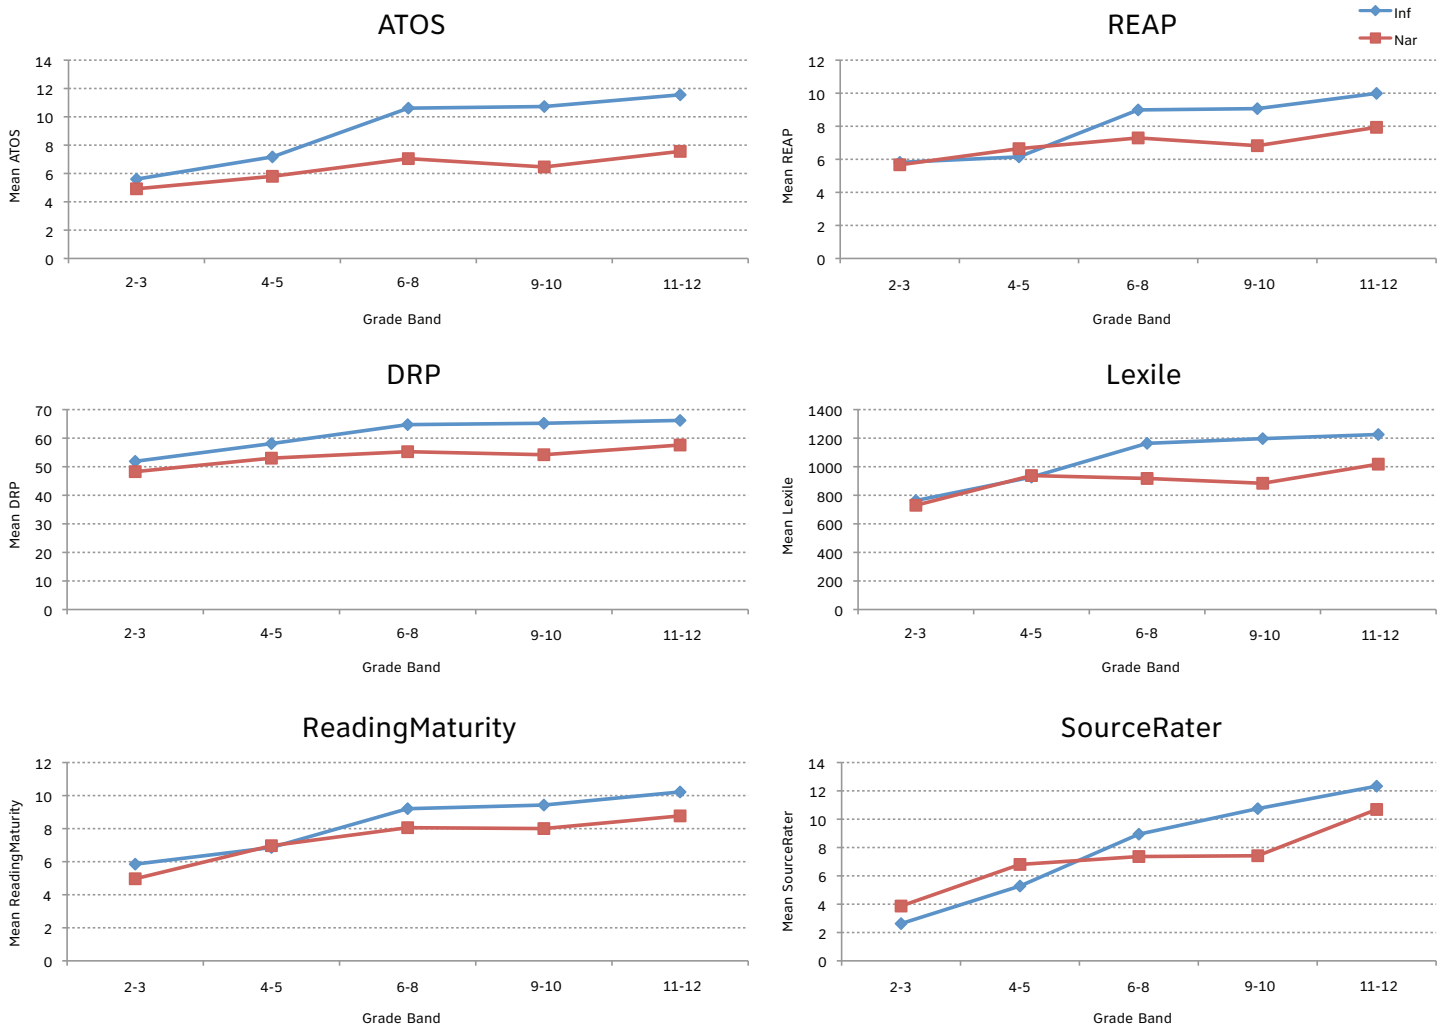 ATOS
14
12
10
8
6
4
2
0
Mean ATOS
2-3 4-5 6-8 9-10 11-12
Grade Band
REAP
Inf
Nar
12
10
8
6
4
2
0
Mean REAP
2-3 4-5 6-8 9-10 11-12
Grade Band
DRP
70
60
50
40
30
20
10
0
Mean DRP
2-3 4-5 6-8 9-10 11-12
Grade Band
Lexile
1400
1200
1000
800
600
400
200
0
Mean Lexile
2-3 4-5 6-8 9-10 11-12
Grade Band
ReadingMaturity
12
10
8
6
4
2
0
Mean ReadingMaturity
2-3 4-5 6-8 9-10 11-12
Grade Band
SourceRater
14
12
10
8
6
4
2
0
Mean SourceRater
2-3 4-5 6-8 9-10 11-12
Grade Band